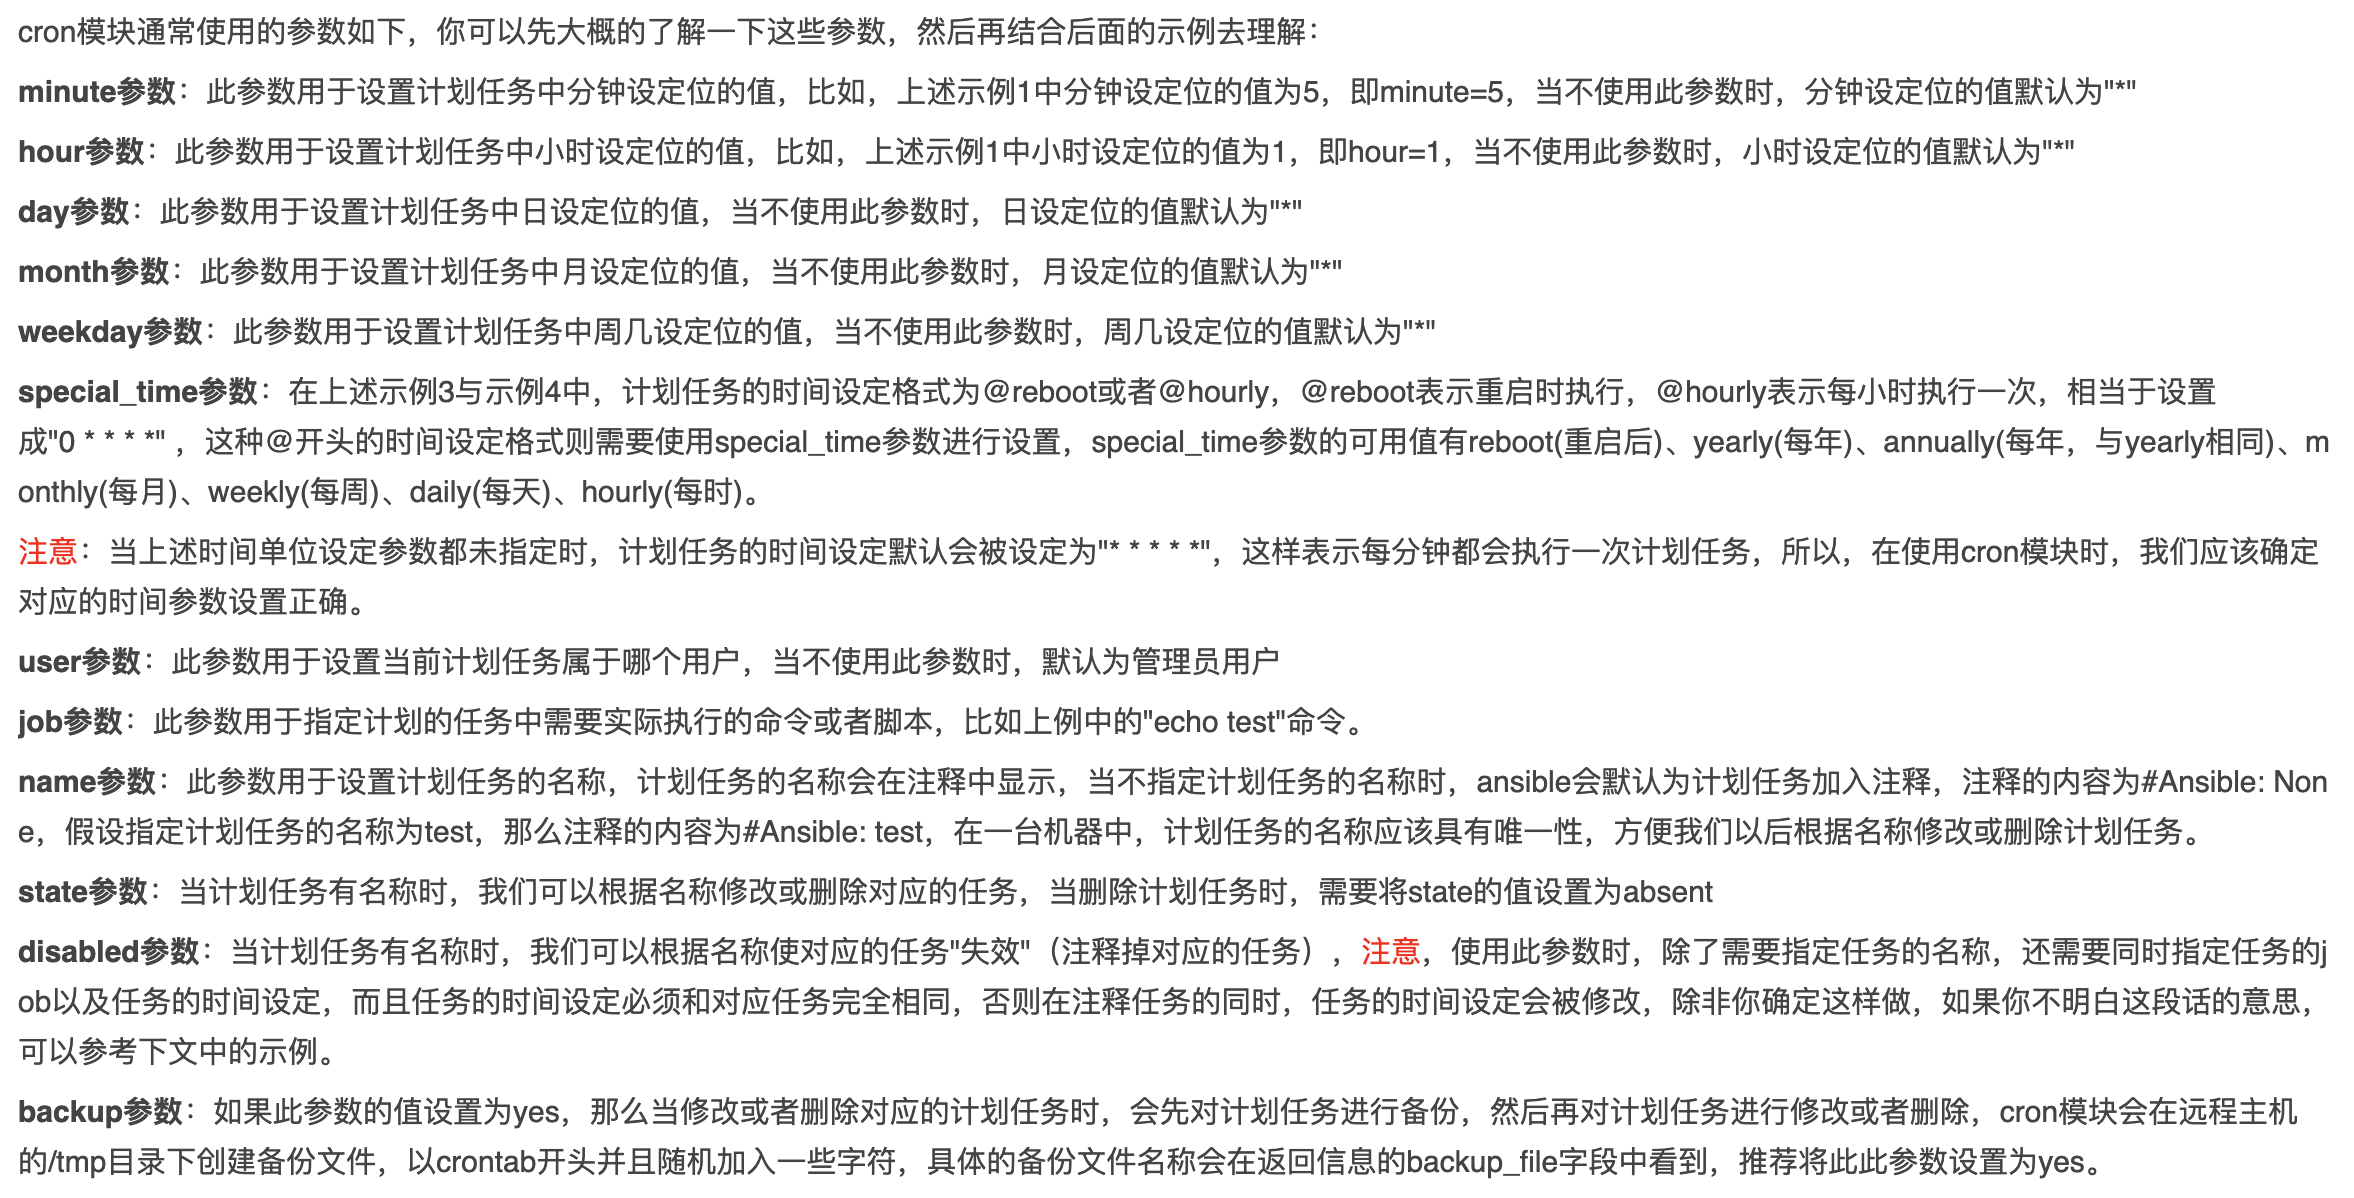 cron模块通常使用的参数如下，你可以先大概的了解一下这些参数，然后再结合后面的示例去理解：
minute参数：此参数用于设置计划任务中分钟设定位的值，比如，上述示例1中分钟设定位的值为5，即minute=5，当不使用此参数时，分钟设定位的值默认为"*"
hour参数：此参数用于设置计划任务中小时设定位的值，比如，上述示例1中小时设定位的值为1，即hour=1，当不使用此参数时，小时设定位的值默认为"*"
day参数：此参数用于设置计划任务中日设定位的值，当不使用此参数时，日设定位的值默认为"*"
month参数：此参数用于设置计划任务中月设定位的值，当不使用此参数时，月设定位的值默认为"*"
weekday参数：此参数用于设置计划任务中周几设定位的值，当不使用此参数时，周几设定位的值默认为"*"
special_time参数：在上述示例3与示例4中，计划任务的时间设定格式为@reboot或者@hourly，@reboot表示重启时执行，@hourly表示每小时执行一次，相当于设置
成"0 * * * *" ，这种@开头的时间设定格式则需要使用special_time参数进行设置，special_time参数的可用值有reboot(重启后)、yearly(每年)、annually(每年，与yearly相同)、m
onthly(每月)、weekly(每周)、daily(每天)、hourly(每时)。
注意：当上述时间单位设定参数都未指定时，计划任务的时间设定默认会被设定为"* * * * *"，这样表示每分钟都会执行一次计划任务，所以，在使用cron模块时，我们应该确定
对应的时间参数设置正确。
user参数：此参数用于设置当前计划任务属于哪个用户，当不使用此参数时，默认为管理员用户
job参数：此参数用于指定计划的任务中需要实际执行的命令或者脚本，比如上例中的"echo test"命令。
name参数：此参数用于设置计划任务的名称，计划任务的名称会在注释中显示，当不指定计划任务的名称时，ansible会默认为计划任务加入注释，注释的内容为#Ansible: Non
e，假设指定计划任务的名称为test，那么注释的内容为#Ansible: test，在一台机器中，计划任务的名称应该具有唯一性，方便我们以后根据名称修改或删除计划任务。
state参数：当计划任务有名称时，我们可以根据名称修改或删除对应的任务，当删除计划任务时，需要将state的值设置为absent
disabled参数：当计划任务有名称时，我们可以根据名称使对应的任务"失效"（注释掉对应的任务），注意，使用此参数时，除了需要指定任务的名称，还需要同时指定任务的j
ob以及任务的时间设定，而且任务的时间设定必须和对应任务完全相同，否则在注释任务的同时，任务的时间设定会被修改，除非你确定这样做，如果你不明白这段话的意思，
可以参考下文中的示例。
backup参数：如果此参数的值设置为yes，那么当修改或者删除对应的计划任务时，会先对计划任务进行备份，然后再对计划任务进行修改或者删除，cron模块会在远程主机
的/tmp目录下创建备份文件，以crontab开头并且随机加入一些字符，具体的备份文件名称会在返回信息的backup_file字段中看到，推荐将此此参数设置为yes。